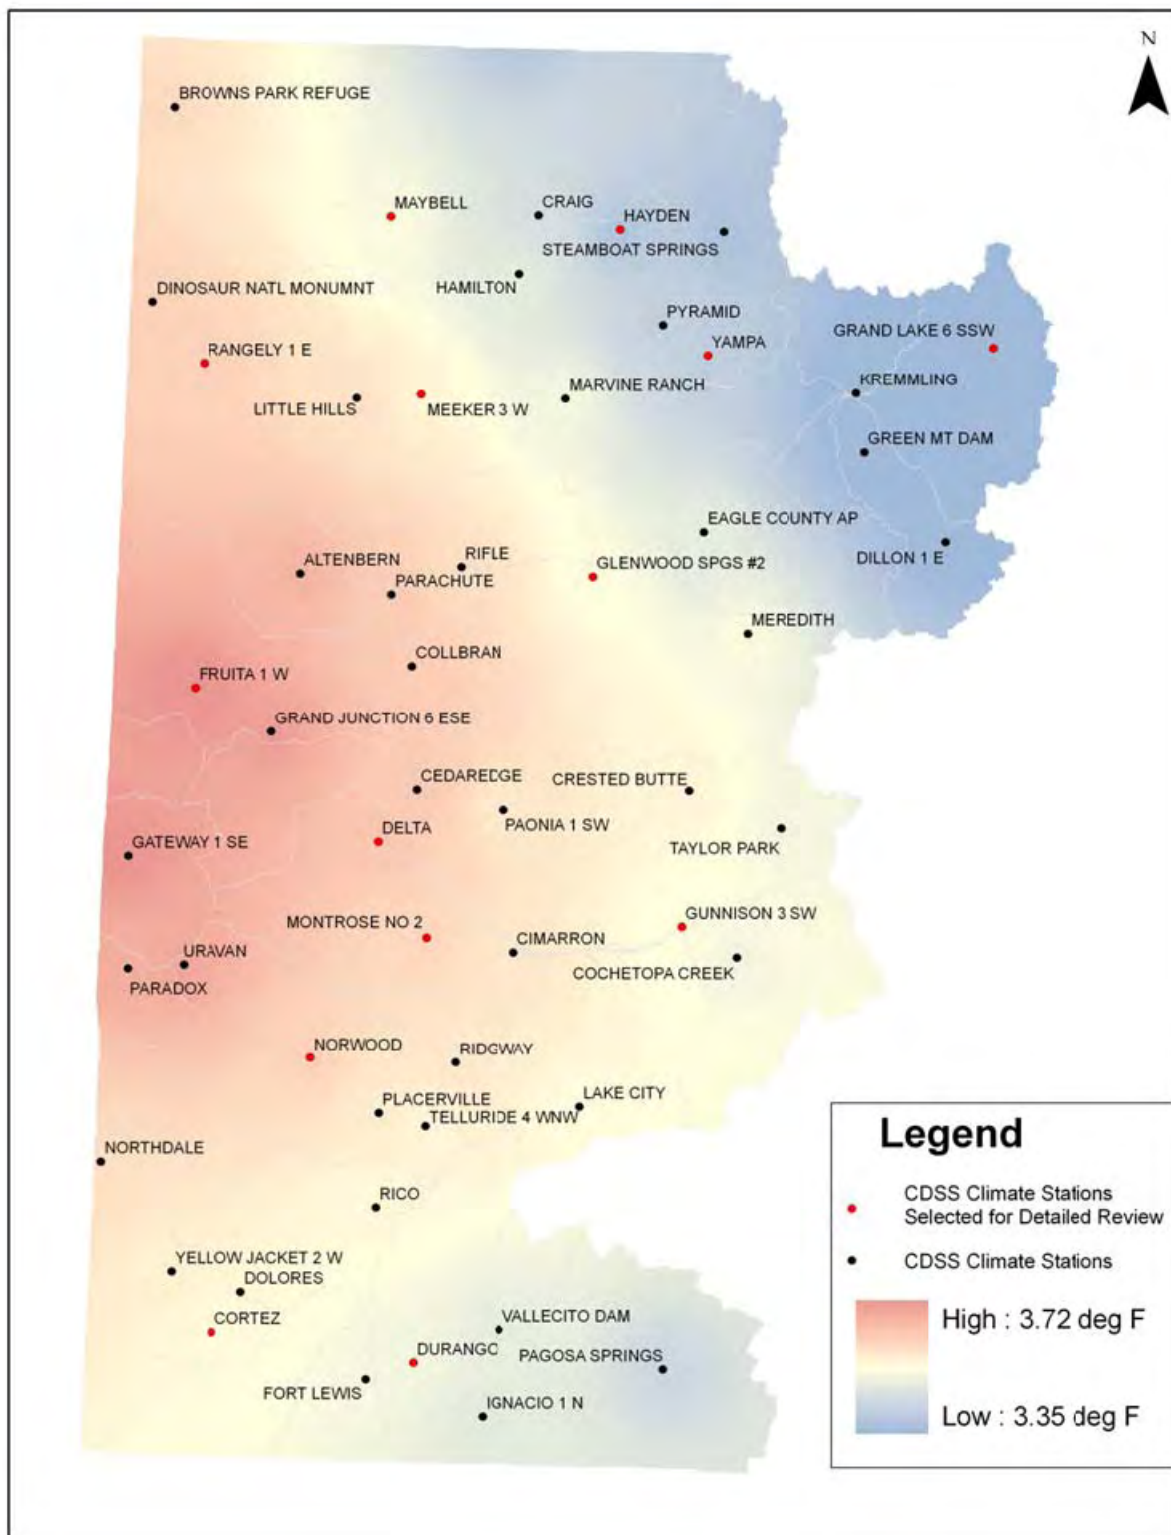 N
BROWNS PARK REFUGE
MAYBELL
CRAIG
HAYDEN
STEAMBOAT SPRINGS
HAMILTON
DINOSAUR NATL MONUMNT
PYRAMID
GRAND LAKE 6 SSW
YAMPA
RANGELY 1 E
KREMMLING
MARVINE RANCH
LITTLE HILLS
MEEKER 3 W
GREEN MT DAM
EAGLE COUNTY AP
RIFLE
ALTENBERN
GLENWOOD SPGS #2
DILLON 1 E
PARACHUTE
MEREDITH
COLLBRAN
FRUITA 1 W
GRAND JUNCTION 6 ESE
CEDAREDGE
CRESTED BUTTE
PAONIA 1 SW
DELTA
GATEWAY 1 SE
TAYLOR PARK
GUNNISON 3 SW
MONTROSE NO 2
CIMARRON
URAVAN
COCHETOPA CREEK
PARADOX
NORWOOD
RIDGWAY
LAKE CITY
PLACERVILLE
TELLURIDE 4 WNW
NORTHDALE
RICO
YELLOW JACKET 2 W
DOLORES
CORTEZ
VALLECITO DAM
DURANGO
PAGOSA SPRINGS
FORT LEWIS
IGNACIO 1 N
Legend
CDSS Climate Stations
Selected for Detailed Review
CDSS Climate Stations
High : 3.72 deg F
Low : 3.35 deg F